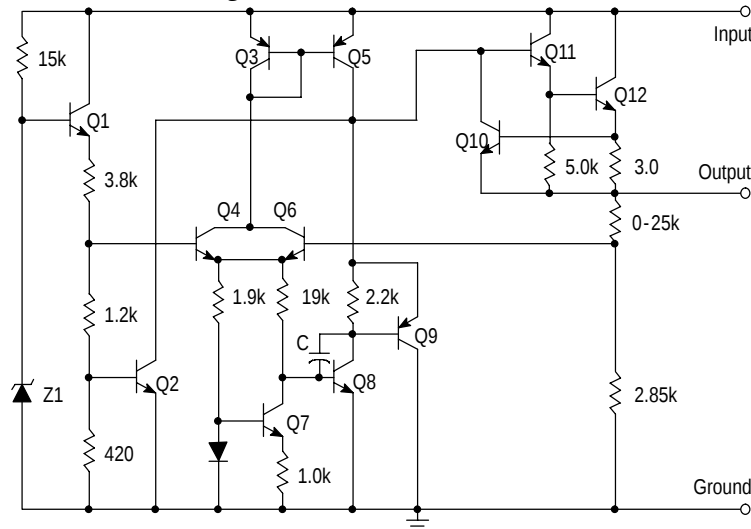 Input
15k
Q3
Q5
Q11
Q12
Q1
Q10
3.8k
5.0k
3.0
Output
Q4
Q6
0-25k
1.2k
1.9k
19k
2.2k
C
Q9
Z1
Q2
Q8
2.85k
Q7
420
1.0k
Ground